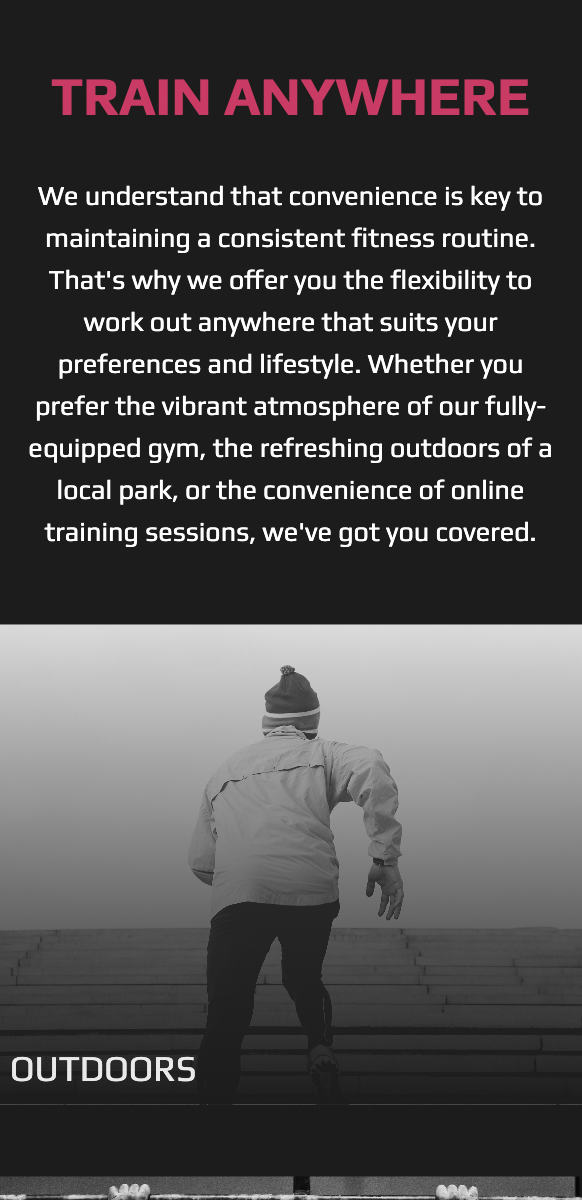 TRAIN ANYWHERE
We understand that convenience is key to
maintaining a consistent fitness routine.
That's why we offer you the flexibility to
work out anywhere that suits your
preferences and lifestyle. Whether you
prefer the vibrant atmosphere of our fully-
equipped gym, the refreshing outdoors of a
local park, or the convenience of online
training sessions, we've got you covered.
OUTDOORS